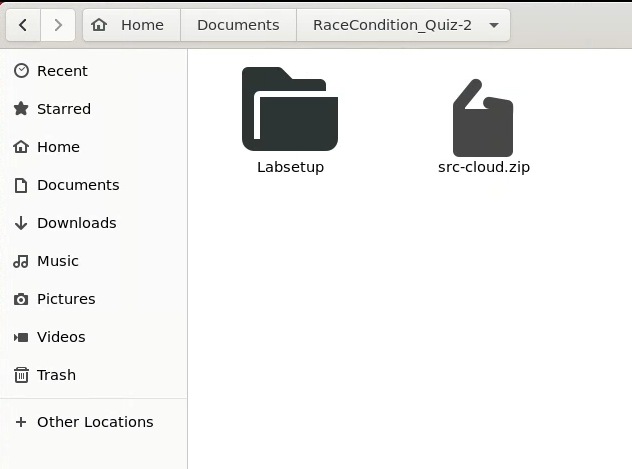 Home Documents RaceCondition_Quiz-2
Recent
Starred
Home
Documents
Downloads
Music
Pictures
Videos
Trash
Other Locations
Labsetup
src-cloud.zip